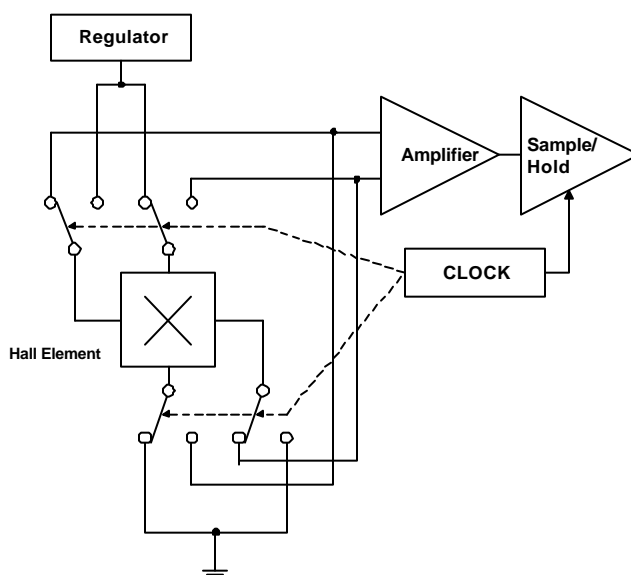 Regulator
Amplifier
Sample/
Hold
CLOCK
Hall Element